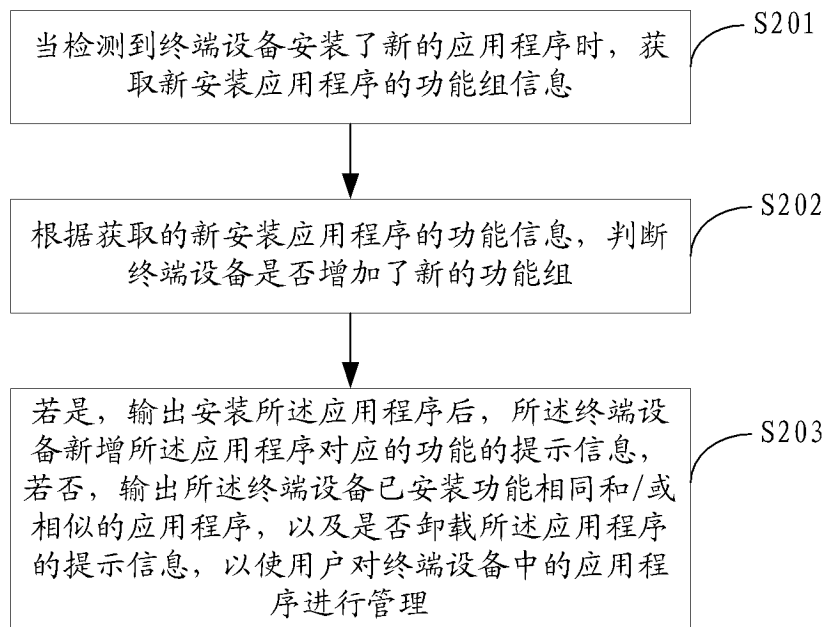 当检测到终端设备安装了新的应用程序时，获
取新安装应用程序的功能组信息
S201
根据获取的新安装应用程序的功能信息，判断
终端设备是否增加了新的功能组
S202
若是，输出安装所述应用程序后，所述终端设
备新增所述应用程序对应的功能的提示信息，
若否，输出所述终端设备已安装功能相同和/或
相似的应用程序，以及是否卸载所述应用程序
的提示信息，以使用户对终端设备中的应用程
序进行管理
S203